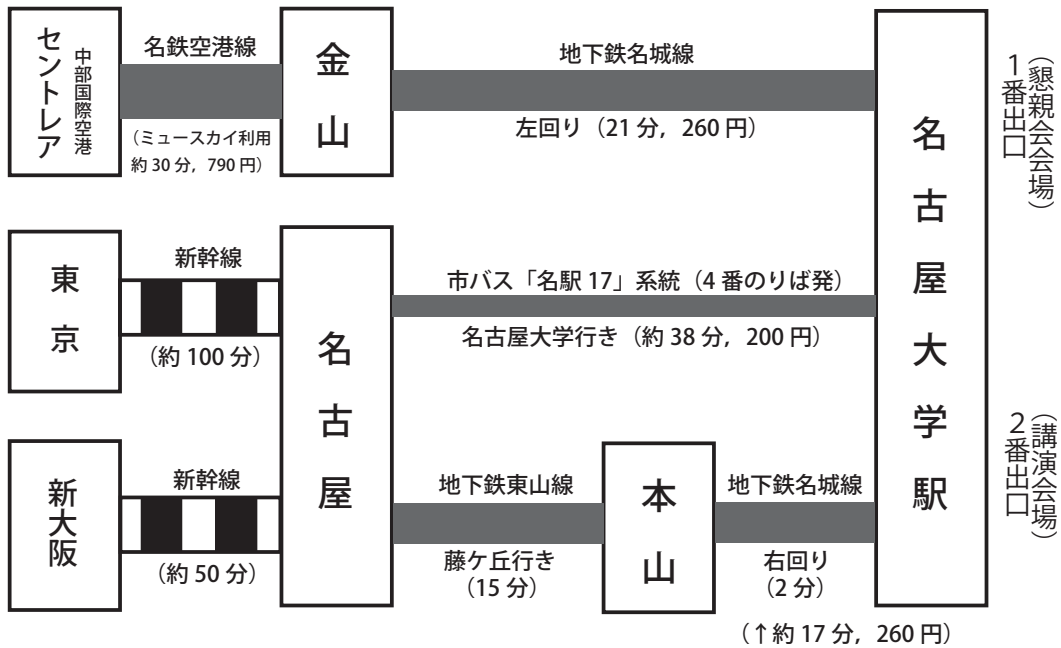 中部国際空港
セントレア
名鉄空港線
（ミュースカイ利用
約30分，790円）
金山
地下鉄名城線
左回り（21分，260円）
名古屋大学駅
1番出口
（懇親会会場）
東京
新幹線
（約100分）
名古屋
市バス「名駅17」系統（4番のりば発）
名古屋大学行き（約38分，200円）
新大阪
新幹線
（約50分）
地下鉄東山線
藤ケ丘行き
（15分）
本山
地下鉄名城線
右回り
（2分）
（↑約17分，260円）
2番出口
（講演会場）